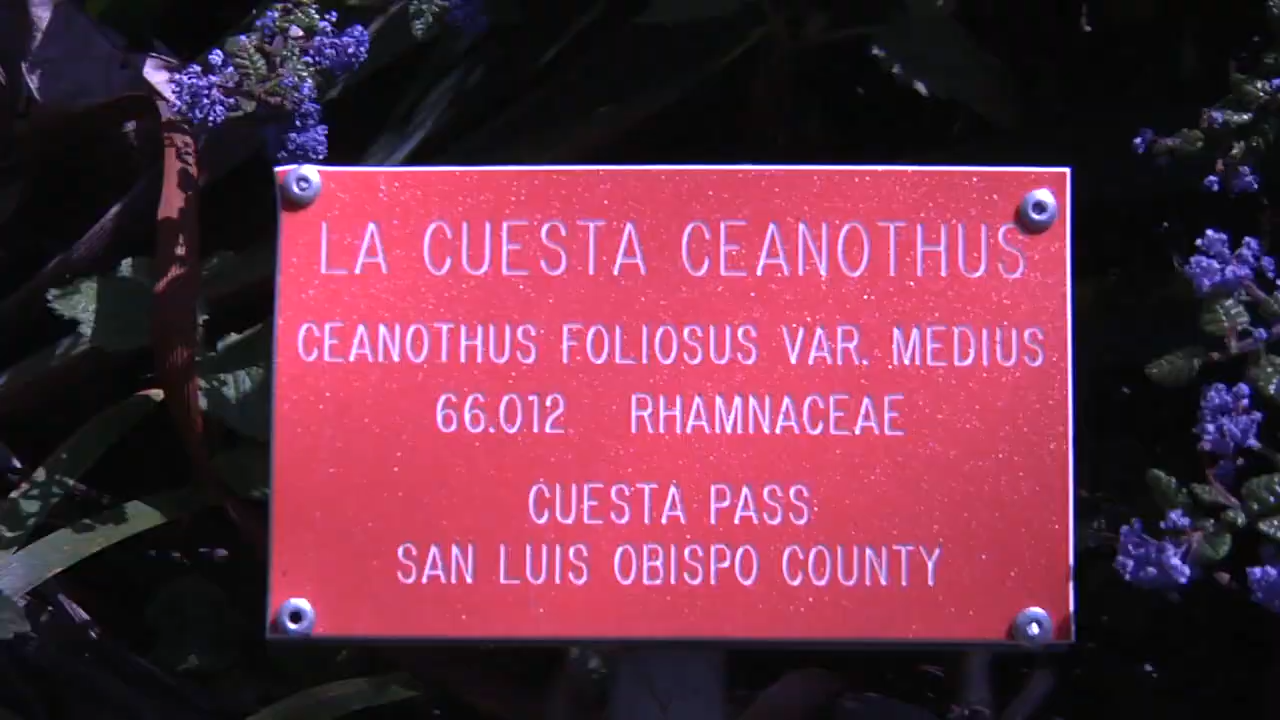 LA CUESTA CEANOTHUS
CEANOTHUS FOLIOSUS VAR. MEDIUS
66.012 RHAMNACEAE
CUESTA PASS
SAN LUIS OBISPO COUNTY